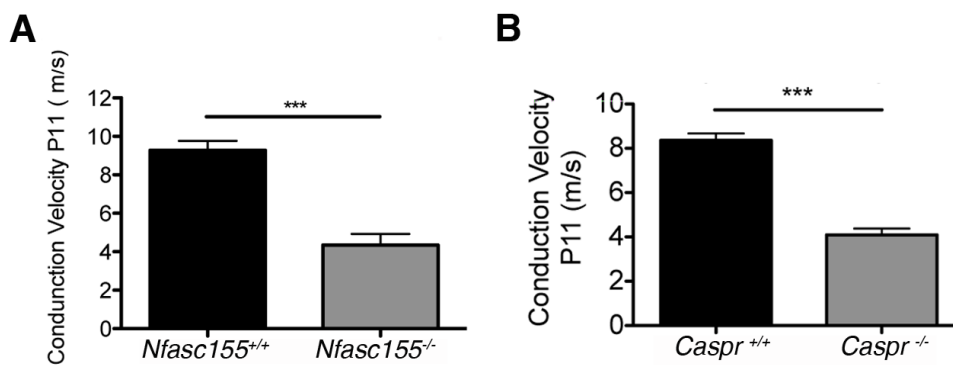 A
Condunction Velocity P11 ( m/s)
12
10
8
6
4
2
0
***
Nfasc155+/+
Nfasc155-/-
B
Conduction Velocity
P11 (m/s)
10
8
6
4
2
0
***
Caspr +/+
Caspr -/-